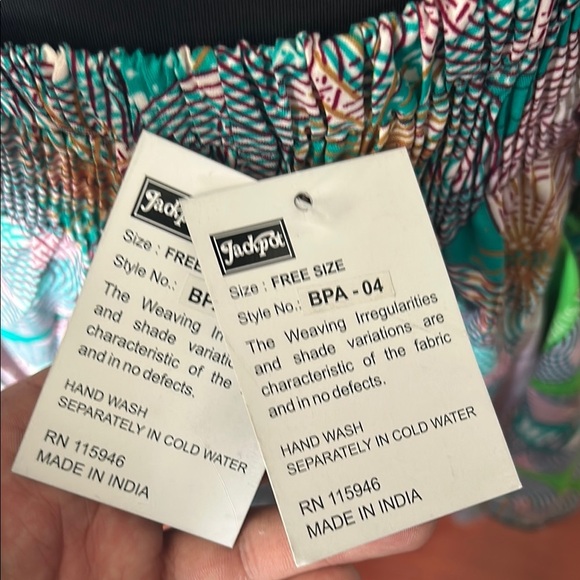 Jackpot
Size : FREE SIZE
Style No.: BPA - 04
The Weaving Irregularities
and shade variations are
characteristic of the fabric
and in no defects.
HAND WASH
SEPARATELY IN COLD WATER
RN 115946
MADE IN INDIA
Size : FREE
Style No.:
The Weaving
and shade
characteristic of the
and in no defects.
HAND WASH
SEPARATELY IN COLD WATER
RN 115946
MADE IN INDIA